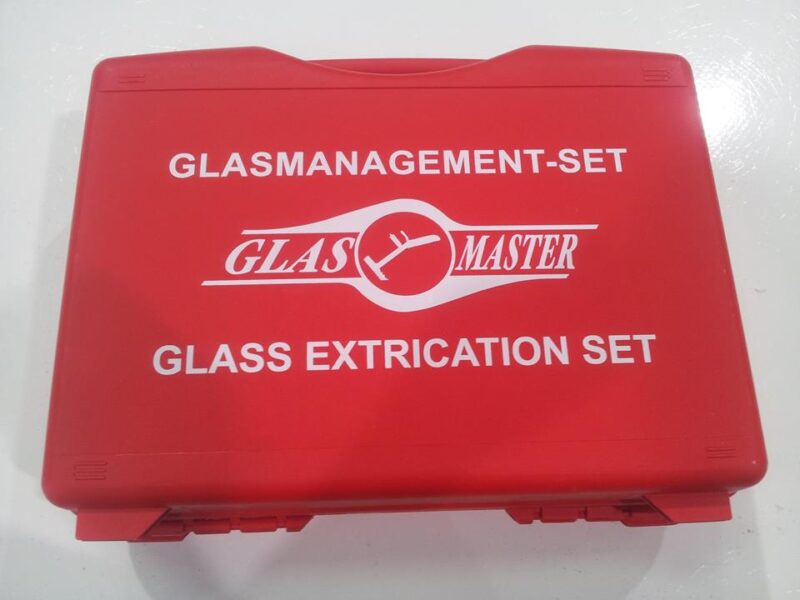 GLASMANAGEMENT-SET
GLAS MASTER
GLASS EXTRICATION SET